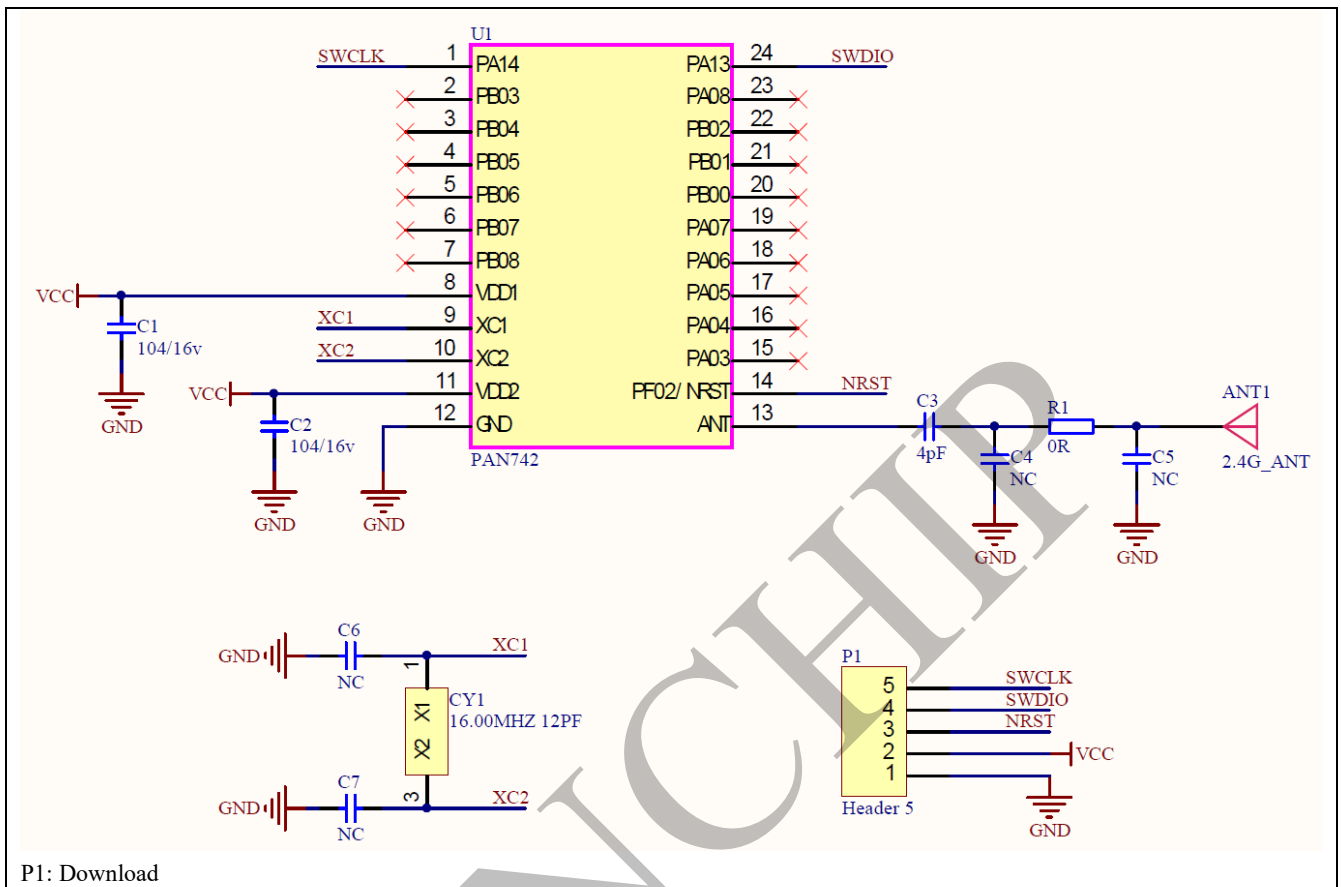 U1
SWCLK 1 PA14 PA13 24 SWDIO
2 PB03 PA08 23
3 PB04 PB02 22
4 PB05 PB01 21
5 PB06 PB00 20
6 PB07 PA07 19
7 PB08 PA06 18
VCC 8 VDD1 PA05 17
XC1 9 XC1 PA04 16
XC2 10 XC2 PA03 15
VCC 11 VDD2 PF02/ NRST 14 NRST
12 GND ANT 13
PAN742
C1
104/16v
GND
C2
104/16v
GND
GND
C3
4pF
C4
NC
GND
R1
0R
C5
NC
GND
ANT1
2.4G_ANT
GND C6 XC1
NC
1
X1
CY1
16.00MHZ 12PF
X2
3
GND C7 XC2
NC
P1
5 SWCLK
4 SWDIO
3 NRST
2 VCC
1
Header 5
GND
NCHIP
P1: Download